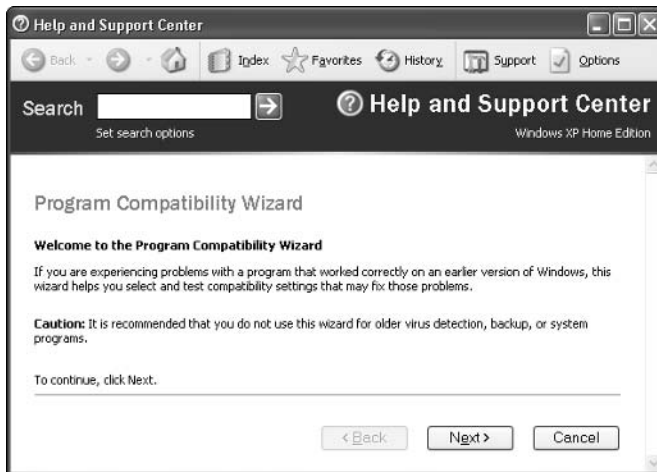 Help and Support Center
Back
Index
Favorites
History
Support
Options
Search
Set search options
Help and Support Center
Windows XP Home Edition
Program Compatibility Wizard
Welcome to the Program Compatibility Wizard
If you are experiencing problems with a program that worked correctly on an earlier version of Windows, this
wizard helps you select and test compatibility settings that may fix those problems.
Caution: It is recommended that you do not use this wizard for older virus detection, backup, or system
programs.
To continue, click Next.
< Back
Next >
Cancel